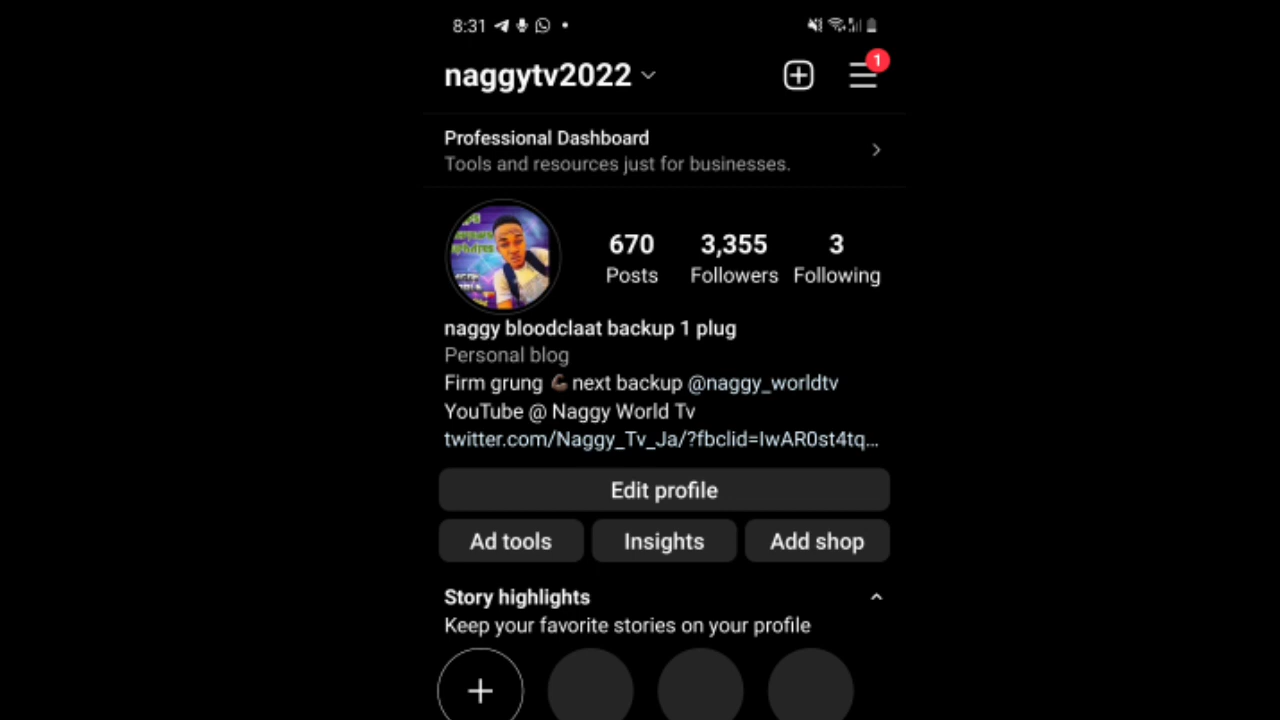 8:31
naggytv2022
1
Professional Dashboard
Tools and resources just for businesses.
670 3,355 3
Posts Followers Following
naggy bloodclaat backup 1 plug
Personal blog
Firm grung 💪🏿 next backup @naggy_worldtv
YouTube @ Naggy World Tv
twitter.com/Naggy_Tv_Ja/?fbclid=IwAR0st4tq...
Edit profile
Ad tools Insights Add shop
Story highlights
Keep your favorite stories on your profile